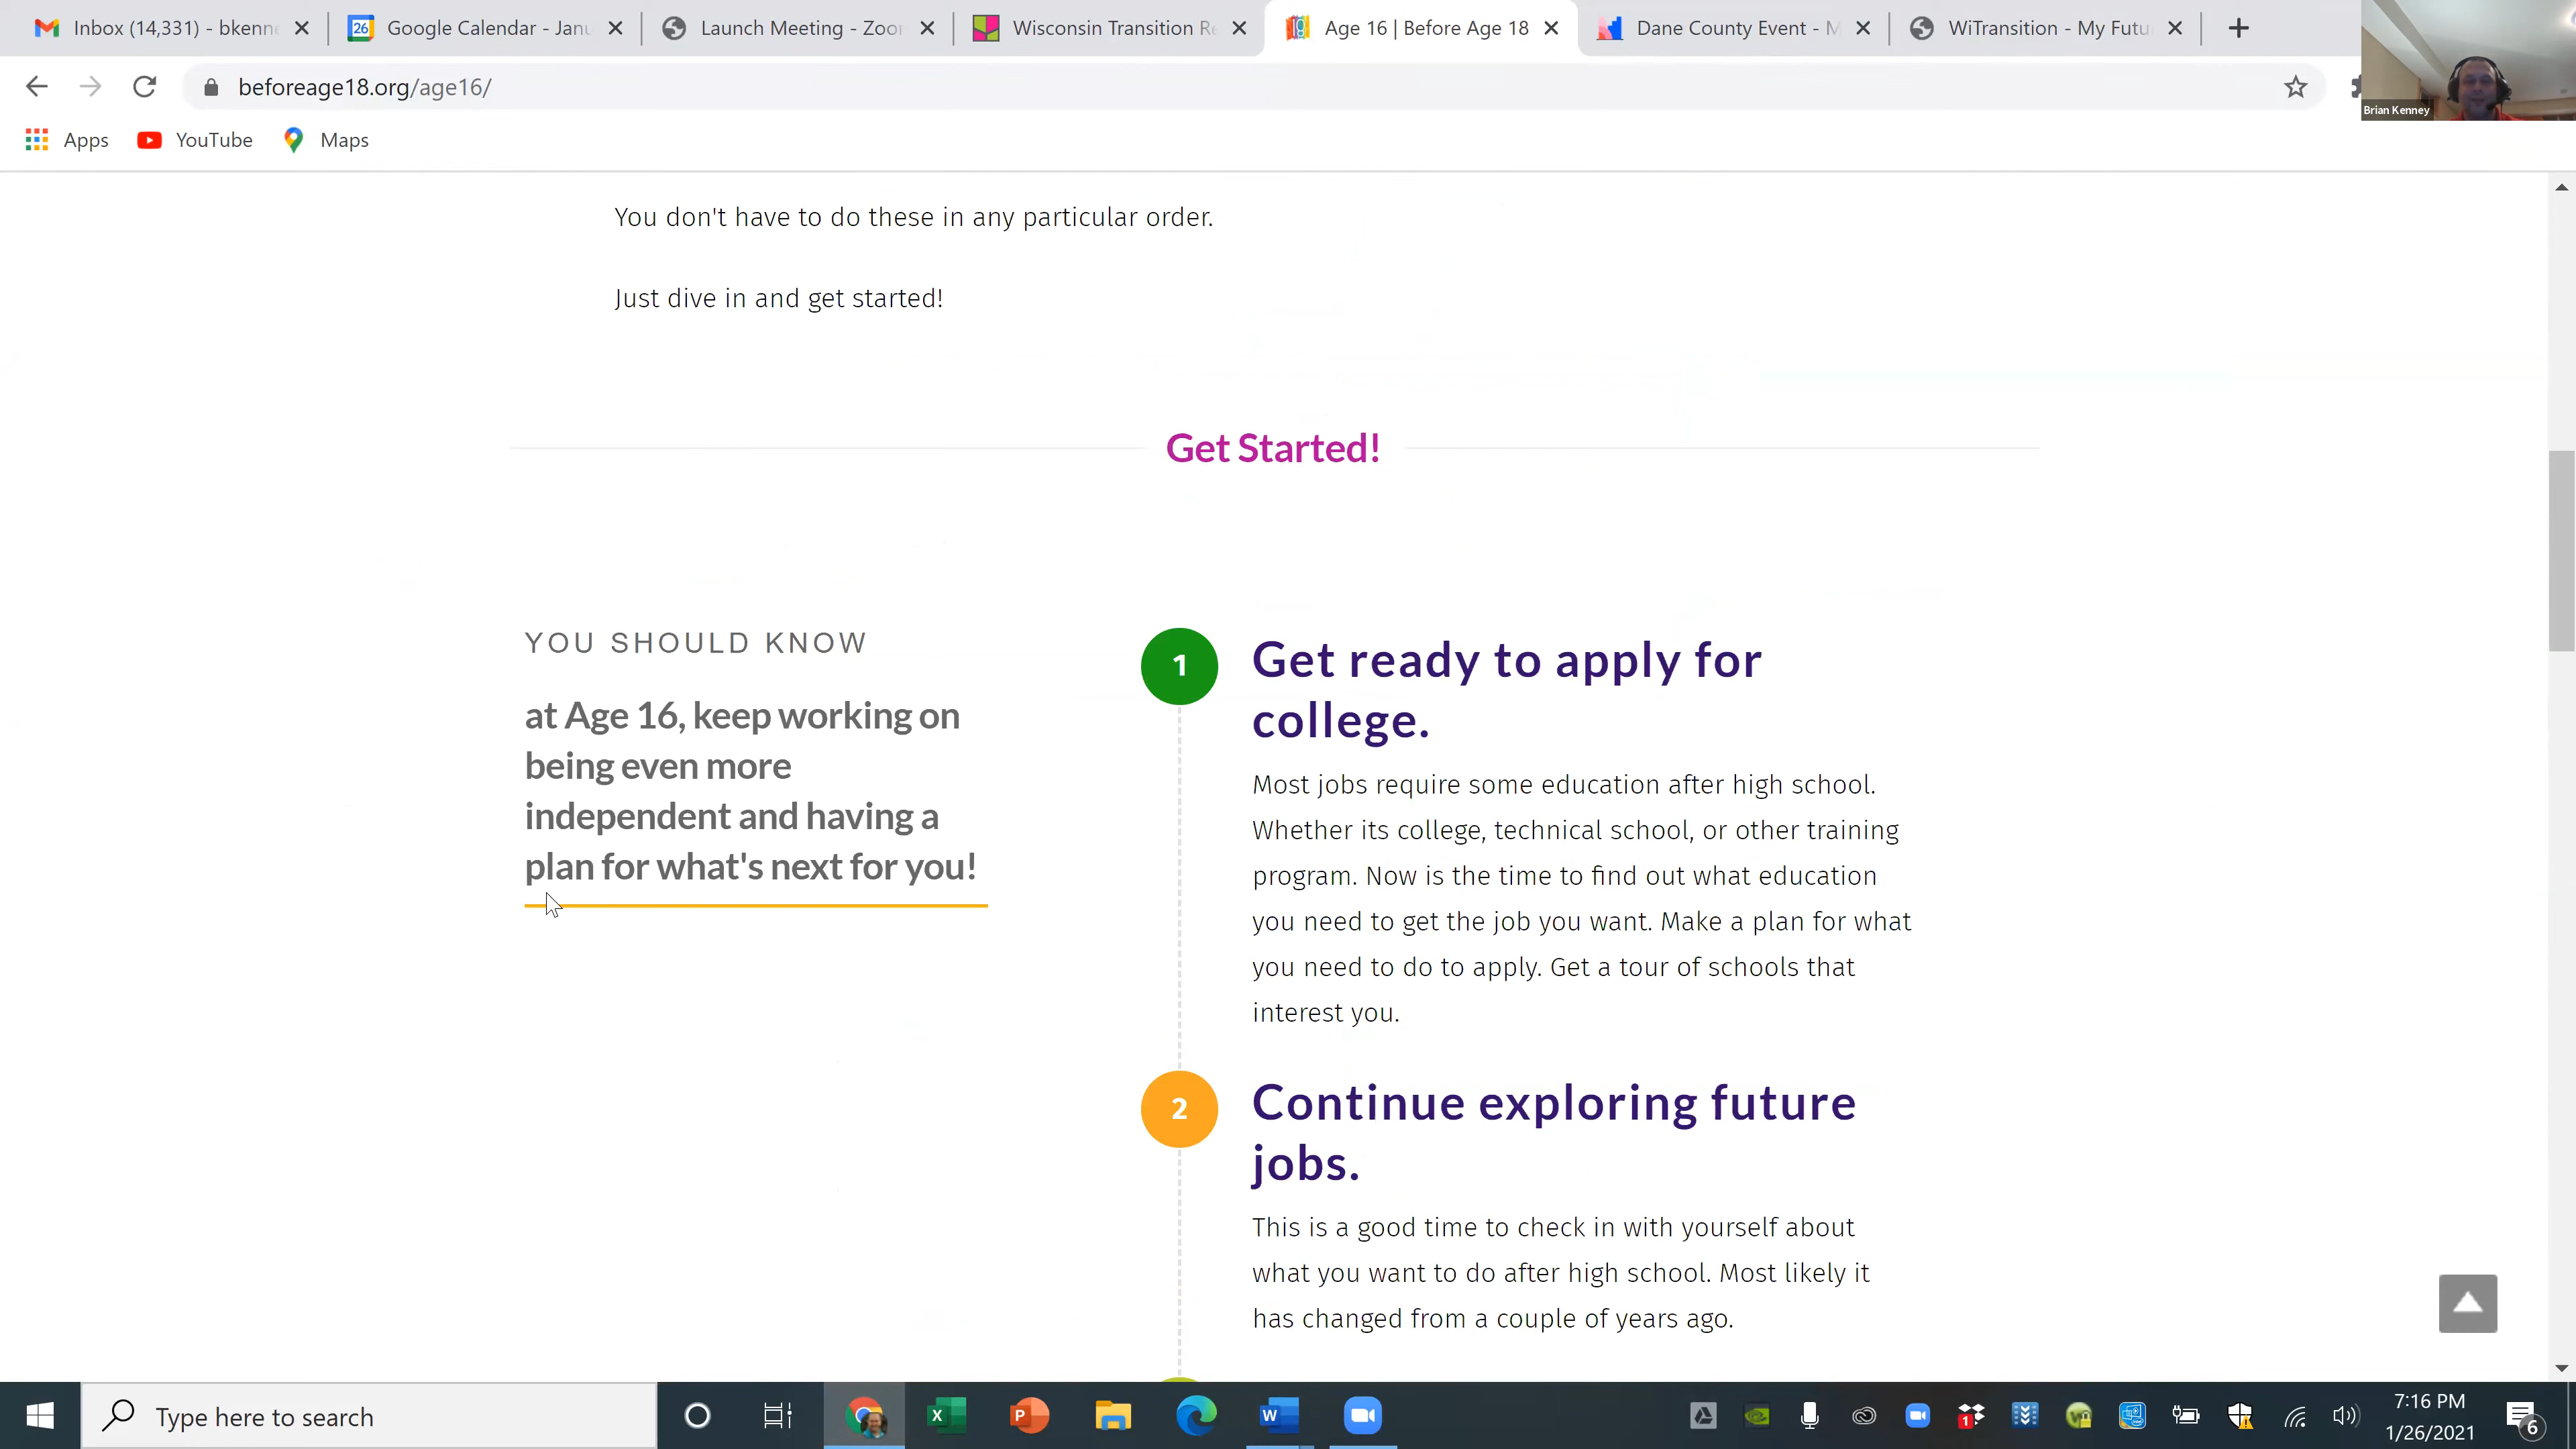 Inbox (14,331) - bkenne
Google Calendar - Janu
Launch Meeting - Zoom
Wisconsin Transition Re
Age 16 | Before Age 18
Dane County Event - M
WiTransition - My Futu
beforeage18.org/age16/
Brian Kenney
Apps
YouTube
Maps
You don't have to do these in any particular order.
Just dive in and get started!
Get Started!
YOU SHOULD KNOW
at Age 16, keep working on
being even more
independent and having a
plan for what's next for you!
1
Get ready to apply for
college.
Most jobs require some education after high school.
Whether its college, technical school, or other training
program. Now is the time to find out what education
you need to get the job you want. Make a plan for what
you need to do to apply. Get a tour of schools that
interest you.
2
Continue exploring future
jobs.
This is a good time to check in with yourself about
what you want to do after high school. Most likely it
has changed from a couple of years ago.
Type here to search
7:16 PM
1/26/2021
6